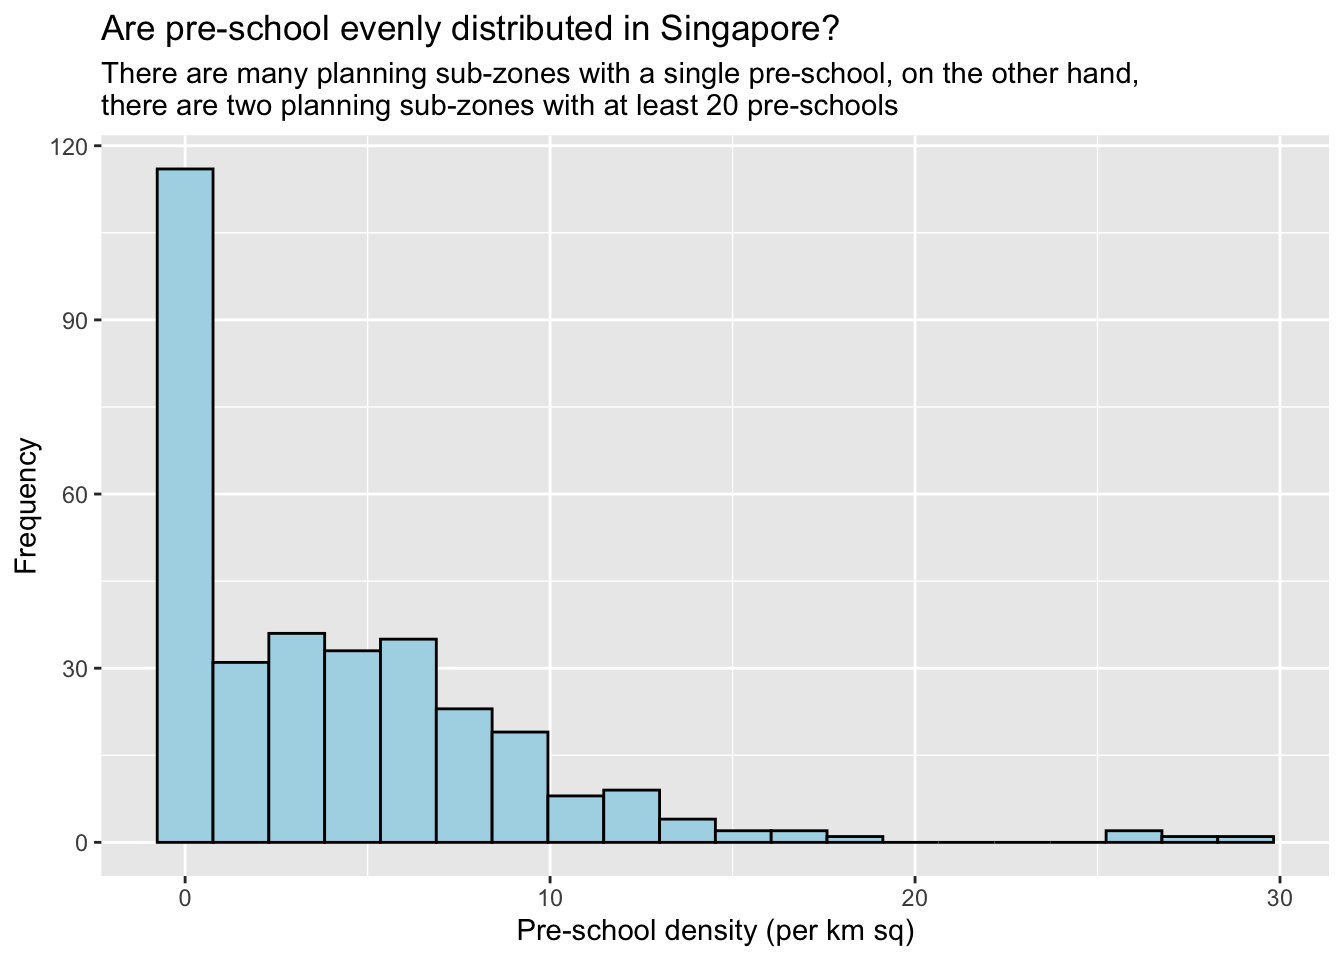 Are pre-school evenly distributed in Singapore?
There are many planning sub-zones with a single pre-school, on the other hand,
there are two planning sub-zones with at least 20 pre-schools
120
90
60
30
0
Frequency
0 10 20 30
Pre-school density (per km sq)